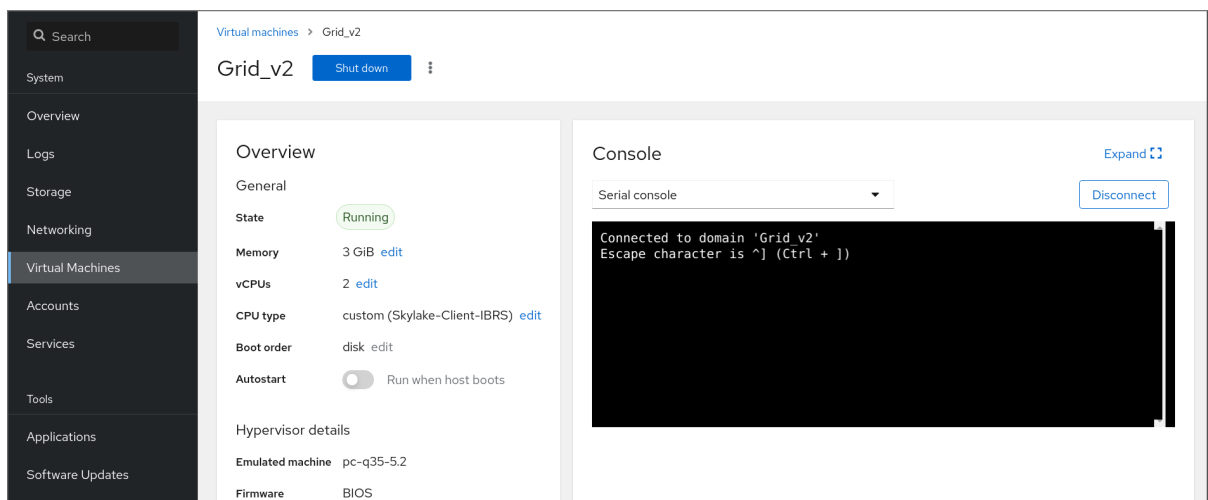 Search
System
Overview
Logs
Storage
Networking
Virtual Machines
Accounts
Services
Tools
Applications
Software Updates
Virtual machines > Grid_v2
Grid_v2 Shut down
Overview
General
State Running
Memory 3 GiB edit
vCPUs 2 edit
CPU type custom (Skylake-Client-IBRS) edit
Boot order disk edit
Autostart Run when host boots
Hypervisor details
Emulated machine pc-q35-5.2
Firmware BIOS
Console Expand
Serial console Disconnect
Connected to domain 'Grid_v2'
Escape character is ^] (Ctrl + ])